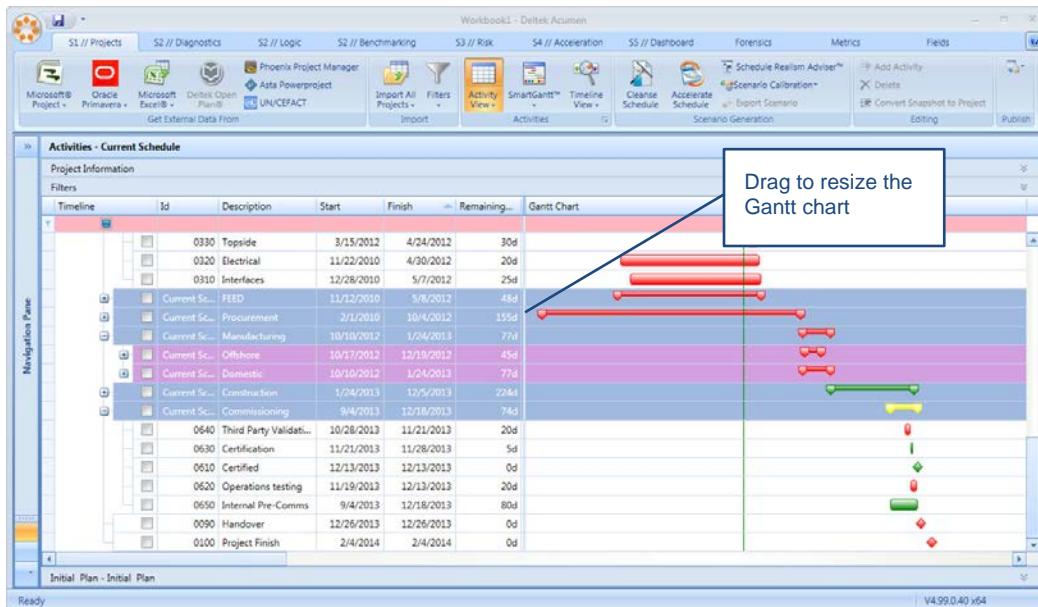 Workbook1 - Deltek Acumen
S1 // Projects S2 // Diagnostics S2 // Logic S2 // Benchmarking S3 // Risk S4 // Acceleration S5 // Dashboard Forensics Metrics Fields
Microsoft® Project Oracle Primavera Microsoft Excel® Deltek Open Plan® Phoenix Project Manager
Asta Powerproject
UN/CEFACT
Import All Projects Filters Activity View SmartGantt™ Timeline View Cleanse Schedule Accelerate Schedule Schedule Realism Adviser™
Scenario Calibration
Export Scenario
Add Activity
Delete
Convert Snapshot to Project
Get External Data From Import Activities Scenario Generation Editing Publish
Activities - Current Schedule
Project Information
Filters
Timeline Id Description Start Finish Remaining... Gantt Chart
Drag to resize the
Gantt chart
0330 Topside 3/15/2012 4/24/2012 30d
0320 Electrical 11/22/2010 4/30/2012 20d
0310 Interfaces 12/28/2010 5/7/2012 25d
Current Sc... FEED 11/12/2010 5/8/2012 48d
Current Sc... Procurement 2/1/2010 10/4/2012 155d
Current Sc... Manufacturing 10/10/2012 1/24/2013 77d
Current Sc... Offshore 10/17/2012 12/19/2012 45d
Current Sc... Domestic 10/10/2012 1/24/2013 77d
Current Sc... Construction 1/24/2013 12/5/2013 224d
Current Sc... Commissioning 9/4/2013 12/18/2013 74d
0640 Third Party Validati... 10/28/2013 11/21/2013 20d
0630 Certification 11/21/2013 11/28/2013 5d
0610 Certified 12/13/2013 12/13/2013 0d
0620 Operations testing 11/19/2013 12/13/2013 20d
0650 Internal Pre-Comms 9/4/2013 12/18/2013 80d
0090 Handover 12/26/2013 12/26/2013 0d
0100 Project Finish 2/4/2014 2/4/2014 0d
Navigation Pane
Initial Plan - Initial Plan
Ready V4.99.0.40 x64